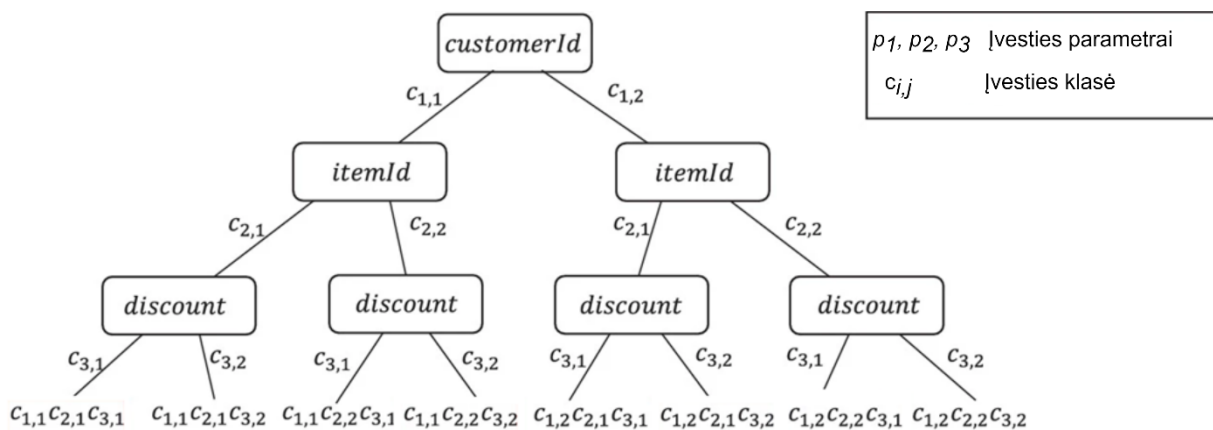 customerId
p1, p2, p3 Įvesties parametrai
ci,j Įvesties klasė
c1,1 c1,2
itemId itemId
c2,1 c2,2 c2,1 c2,2
discount discount discount discount
c3,1 c3,2 c3,1 c3,2 c3,1 c3,2 c3,1 c3,2
c1,1c2,1c3,1 c1,1c2,1c3,2 c1,1c2,2c3,1 c1,1c2,2c3,2 c1,2c2,1c3,1 c1,2c2,1c3,2 c1,2c2,2c3,1 c1,2c2,2c3,2